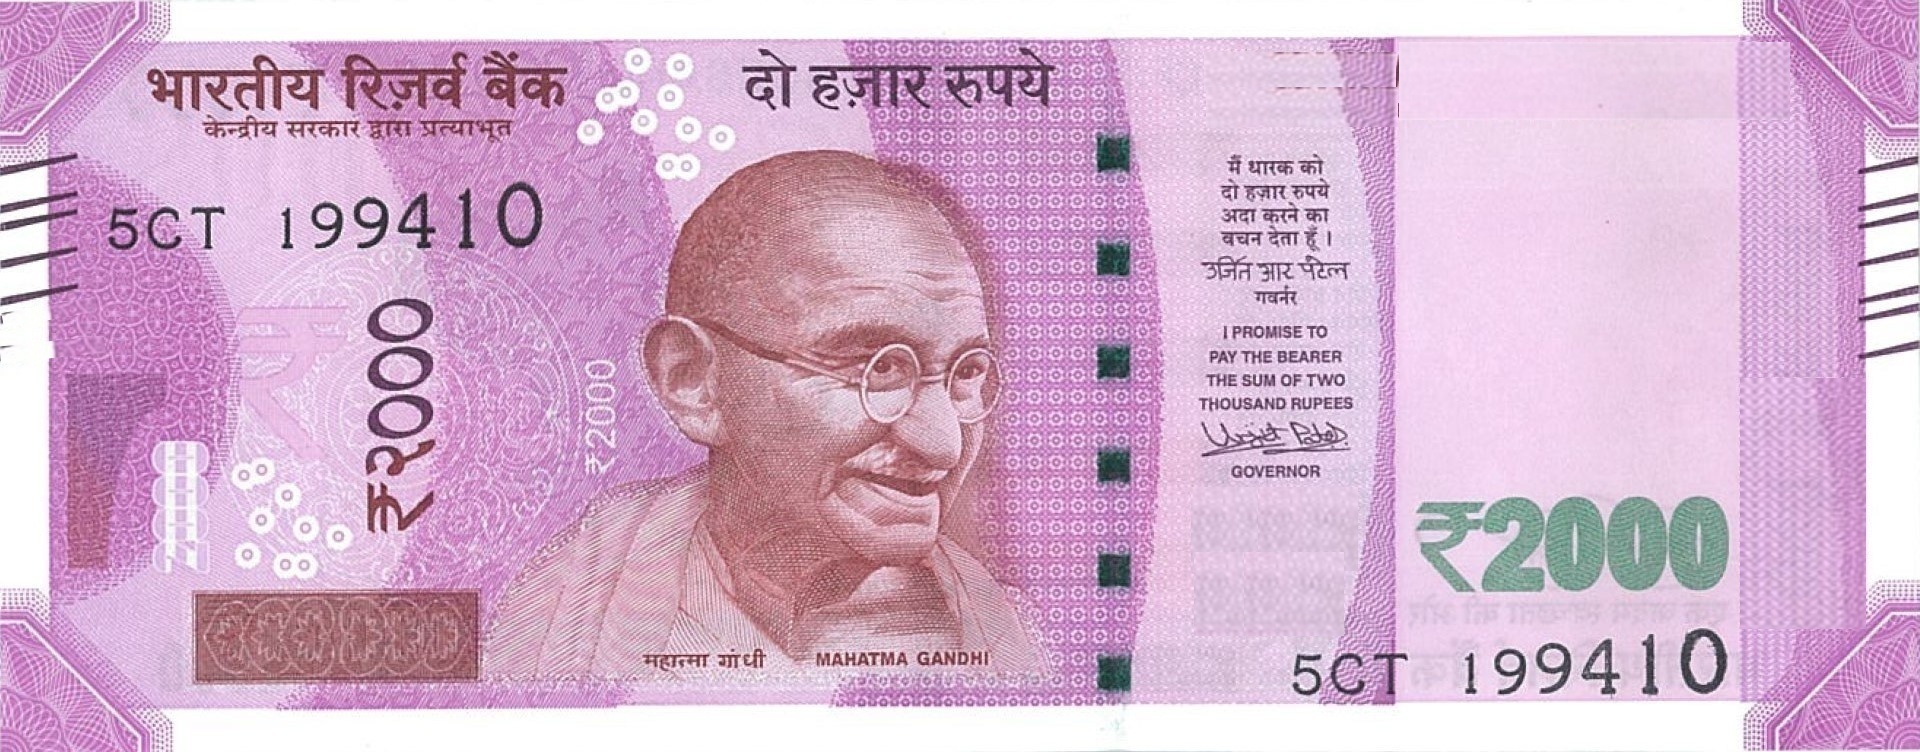 भारतीय रिज़र्व बैंक
केन्द्रीय सरकार द्वारा प्रत्याभूत
दो हज़ार रुपये
5CT 199410
₹२०००
₹2000
मैं धारक को
दो हज़ार रुपये
अदा करने का
वचन देता हूँ।
उर्जित आर पटेल
गवर्नर
I PROMISE TO
PAY THE BEARER
THE SUM OF TWO
THOUSAND RUPEES
Urjit Patel
GOVERNOR
₹2000
महात्मा गांधी MAHATMA GANDHI
5CT 199410